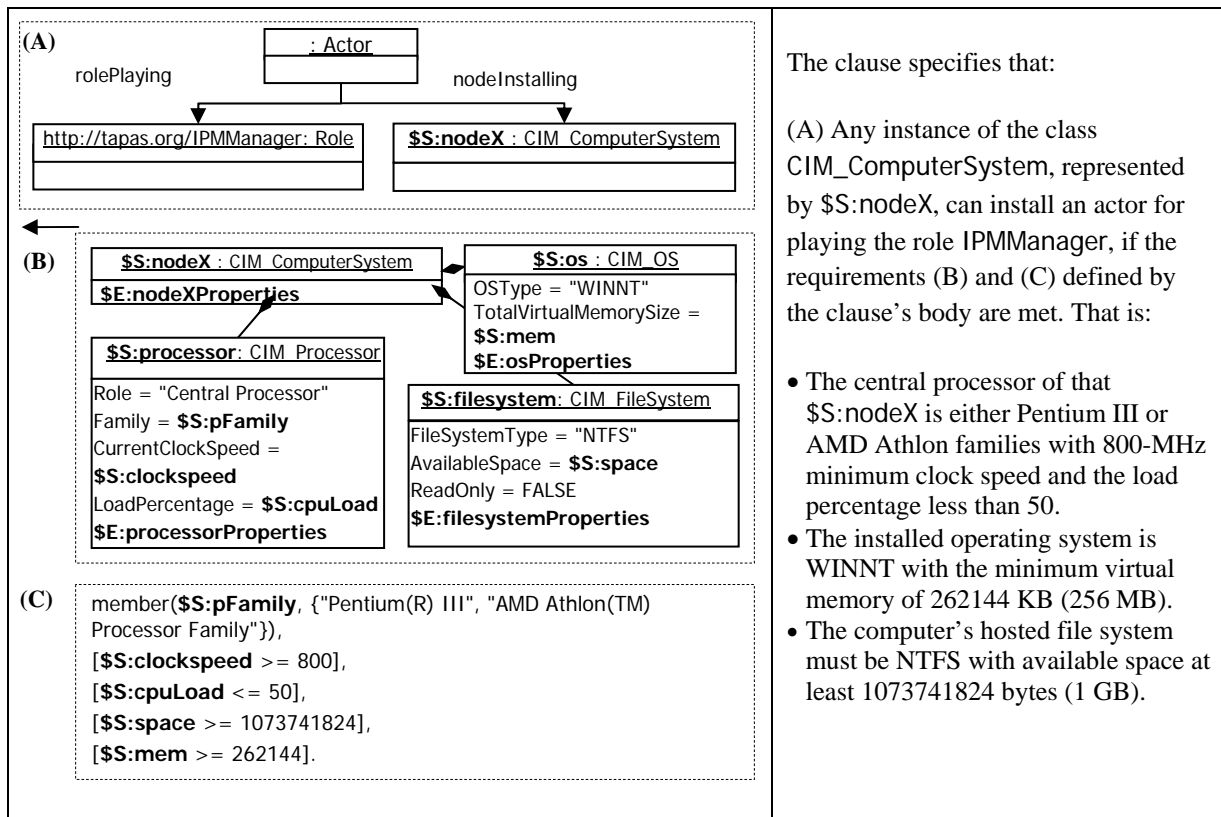 (A)
: Actor
rolePlaying
nodeInstalling
http://tapas.org/IPMManager: Role
$S:nodeX : CIM_ComputerSystem
(B)
$S:nodeX : CIM_ComputerSystem
$E:nodeXProperties
$S:os : CIM_OS
OSType = "WINNT"
TotalVirtualMemorySize =
$S:mem
$E:osProperties
$S:processor: CIM_Processor
Role = "Central Processor"
Family = $S:pFamily
CurrentClockSpeed =
$S:clockspeed
LoadPercentage = $S:cpuLoad
$E:processorProperties
$S:filesystem: CIM_FileSystem
FileSystemType = "NTFS"
AvailableSpace = $S:space
ReadOnly = FALSE
$E:filesystemProperties
(C)
member($S:pFamily, {"Pentium(R) III", "AMD Athlon(TM)
Processor Family"}),
[$S:clockspeed >= 800],
[$S:cpuLoad <= 50],
[$S:space >= 1073741824],
[$S:mem >= 262144].
The clause specifies that:
(A) Any instance of the class
CIM_ComputerSystem, represented
by $S:nodeX, can install an actor for
playing the role IPMManager, if the
requirements (B) and (C) defined by
the clause's body are met. That is:
• The central processor of that
$S:nodeX is either Pentium III or
AMD Athlon families with 800-MHz
minimum clock speed and the load
percentage less than 50.
• The installed operating system is
WINNT with the minimum virtual
memory of 262144 KB (256 MB).
• The computer's hosted file system
must be NTFS with available space at
least 1073741824 bytes (1 GB).